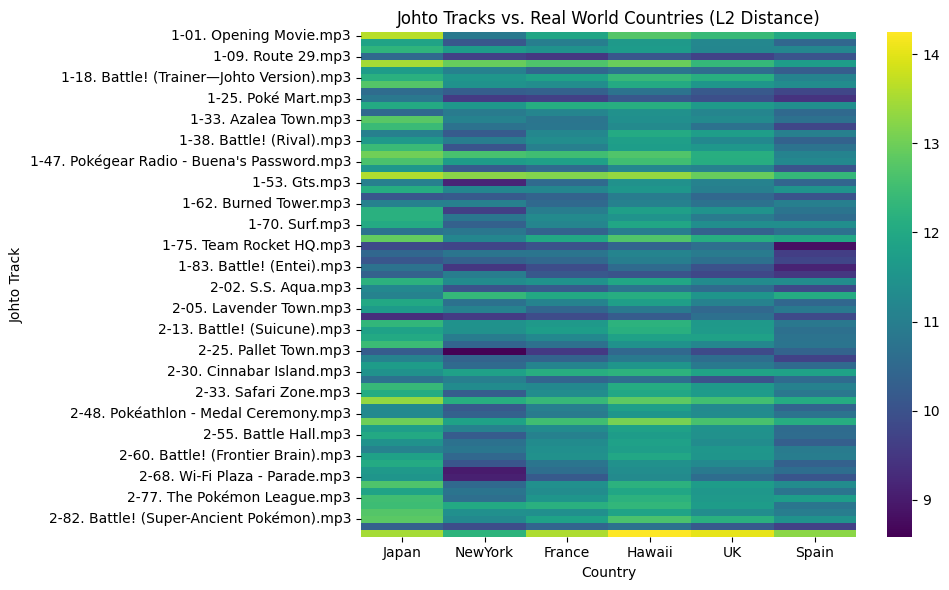 Johto Tracks vs. Real World Countries (L2 Distance)
Johto Track
1-01. Opening Movie.mp3
1-09. Route 29.mp3
1-18. Battle! (Trainer—Johto Version).mp3
1-25. Poké Mart.mp3
1-33. Azalea Town.mp3
1-38. Battle! (Rival).mp3
1-47. Pokégear Radio - Buena's Password.mp3
1-53. Gts.mp3
1-62. Burned Tower.mp3
1-70. Surf.mp3
1-75. Team Rocket HQ.mp3
1-83. Battle! (Entei).mp3
2-02. S.S. Aqua.mp3
2-05. Lavender Town.mp3
2-13. Battle! (Suicune).mp3
2-25. Pallet Town.mp3
2-30. Cinnabar Island.mp3
2-33. Safari Zone.mp3
2-48. Pokéathlon - Medal Ceremony.mp3
2-55. Battle Hall.mp3
2-60. Battle! (Frontier Brain).mp3
2-68. Wi-Fi Plaza - Parade.mp3
2-77. The Pokémon League.mp3
2-82. Battle! (Super-Ancient Pokémon).mp3
Japan NewYork France Hawaii UK Spain
Country
14
13
12
11
10
9